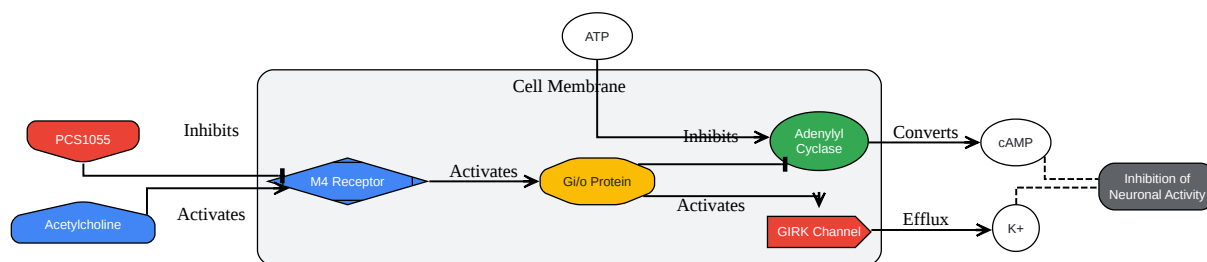 ATP
Cell Membrane
PCS1055
Inhibits
Inhibits
Adenylyl
Cyclase
Converts
cAMP
M4 Receptor
Activates
Gi/o Protein
Inhibition of
Neuronal Activity
Acetylcholine
Activates
Activates
GIRK Channel
Efflux
K+